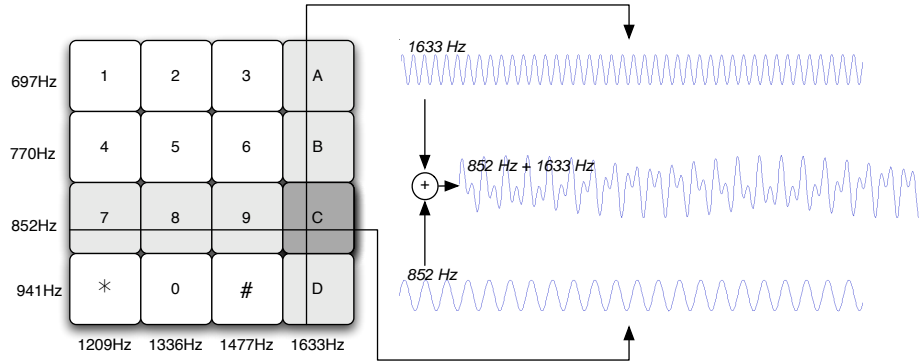 697Hz 1 2 3 A
770Hz 4 5 6 B
852Hz 7 8 9 C
941Hz * 0 # D
1209Hz 1336Hz 1477Hz 1633Hz
1633 Hz
+ 852 Hz + 1633 Hz
852 Hz